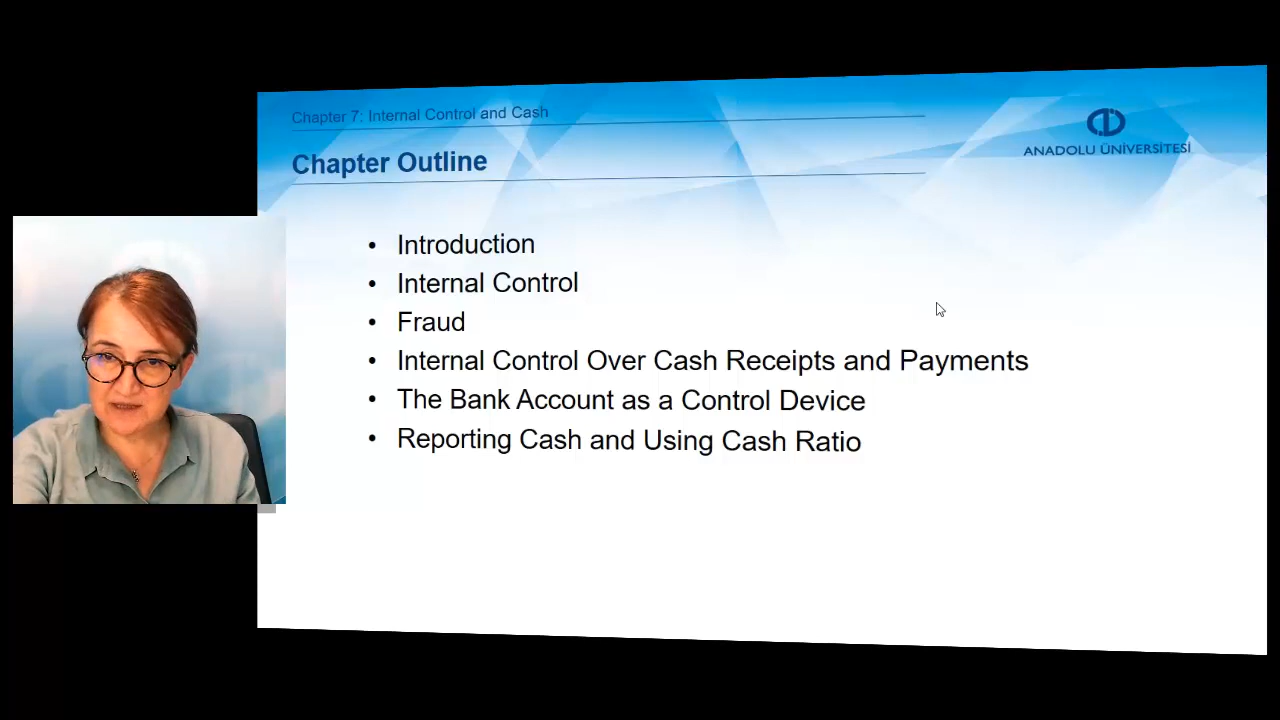 Chapter 7: Internal Control and Cash
ANADOLU ÜNİVERSİTESİ
Chapter Outline
• Introduction
• Internal Control
• Fraud
• Internal Control Over Cash Receipts and Payments
• The Bank Account as a Control Device
• Reporting Cash and Using Cash Ratio